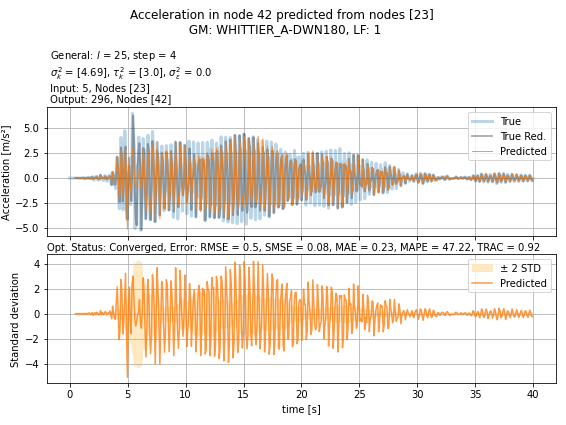 Acceleration in node 42 predicted from nodes [23]
GM: WHITTIER_A-DWN180, LF: 1
General: l = 25, step = 4
σ²ₖ = [4.69], τ²ₖ = [3.0], σ²ε = 0.0
Input: 5, Nodes [23]
Output: 296, Nodes [42]
Acceleration [m/s²]
5.0
2.5
0.0
−2.5
−5.0
True
True Red.
Predicted
Opt. Status: Converged, Error: RMSE = 0.5, SMSE = 0.08, MAE = 0.23, MAPE = 47.22, TRAC = 0.92
Standard deviation
4
2
0
−2
−4
± 2 STD
Predicted
0 5 10 15 20 25 30 35 40
time [s]